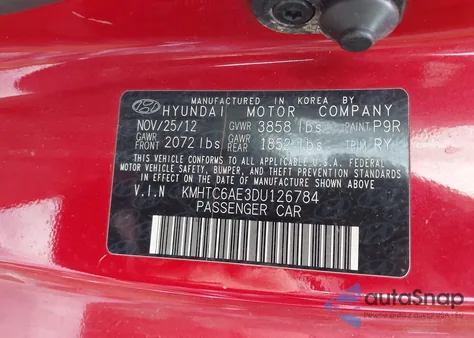 MANUFACTURED IN KOREA BY
HYUNDAI MOTOR COMPANY
NOV/25/12 GVWR 3858 lbs PAINT P9R
GAWR FRONT 2072 lbs GAWR REAR 1852 lbs TRIM RY
THIS VEHICLE CONFORMS TO ALL APPLICABLE U.S.A FEDERAL
MOTOR VEHICLE SAFETY, BUMPER, AND THEFT PREVENTION STANDARDS
IN EFFECT ON THE DATE OF MANUFACTURE SHOWN ABOVE.
V.I.N KMHTC6AE3DU126784
PASSENGER CAR
autoSnap